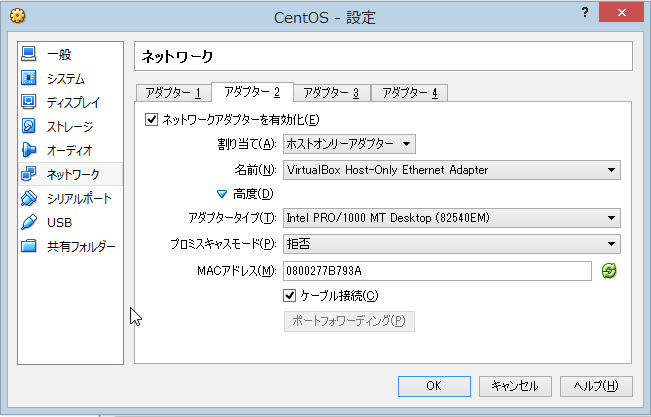 CentOS - 設定
?
×
一般
システム
ディスプレイ
ストレージ
オーディオ
ネットワーク
シリアルポート
USB
共有フォルダー
ネットワーク
アダプター 1 アダプター 2 アダプター 3 アダプター 4
ネットワークアダプターを有効化(E)
割り当て(A): ホストオンリーアダプター
名前(N): VirtualBox Host-Only Ethernet Adapter
高度(D)
アダプタータイプ(T): Intel PRO/1000 MT Desktop (82540EM)
プロミスキャスモード(P): 拒否
MACアドレス(M): 0800277B793A
ケーブル接続(C)
ポートフォワーディング(P)
OK キャンセル ヘルプ(H)